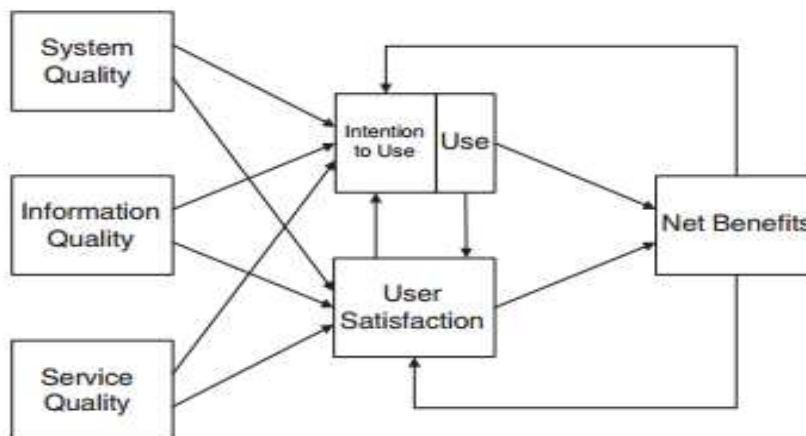 System
Quality
Intention
to Use
Use
Information
Quality
Net Benefits
User
Satisfaction
Service
Quality